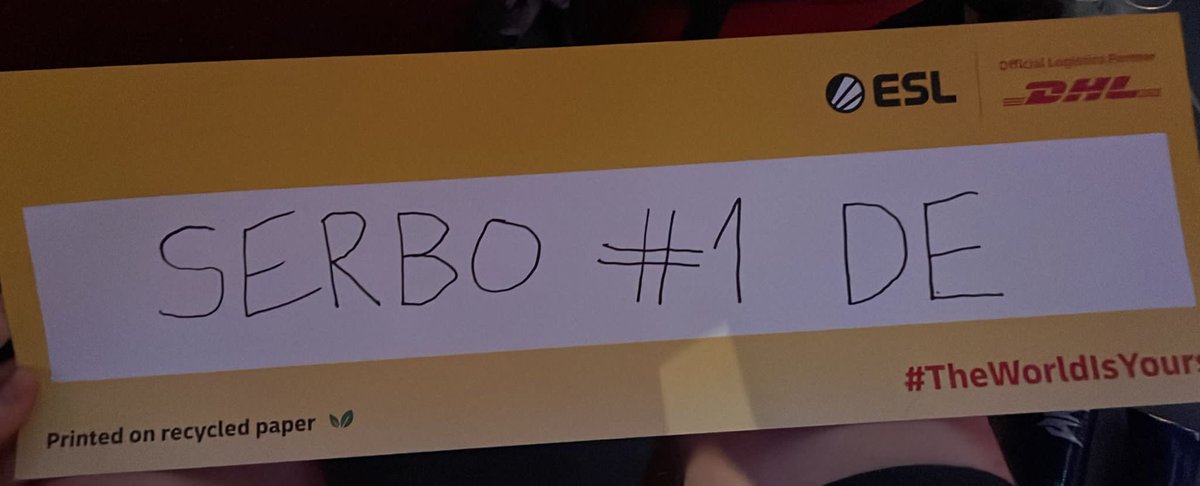 ESL
Official Logistics Partner
DHL
SERBO #1 DE
#TheWorldIsYours
Printed on recycled paper